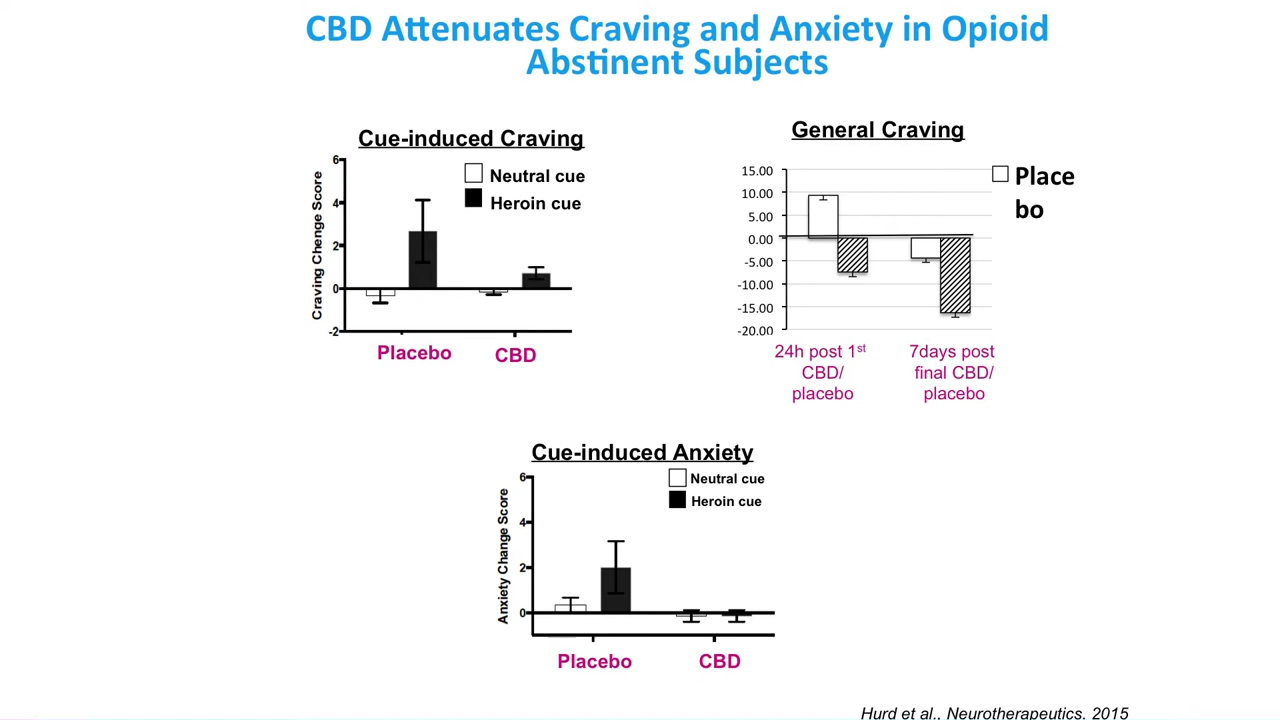 CBD Attenuates Craving and Anxiety in Opioid
Abstinent Subjects
Cue-induced Craving
Craving Chenge Score
6
4
2
0
-2
Neutral cue
Heroin cue
Placebo
CBD
General Craving
15.00
10.00
5.00
0.00
-5.00
-10.00
-15.00
-20.00
Place
bo
24h post 1st
CBD/
placebo
7days post
final CBD/
placebo
Cue-induced Anxiety
Anxiety Change Score
6
4
2
0
Neutral cue
Heroin cue
Placebo
CBD
Hurd et al., Neurotherapeutics, 2015